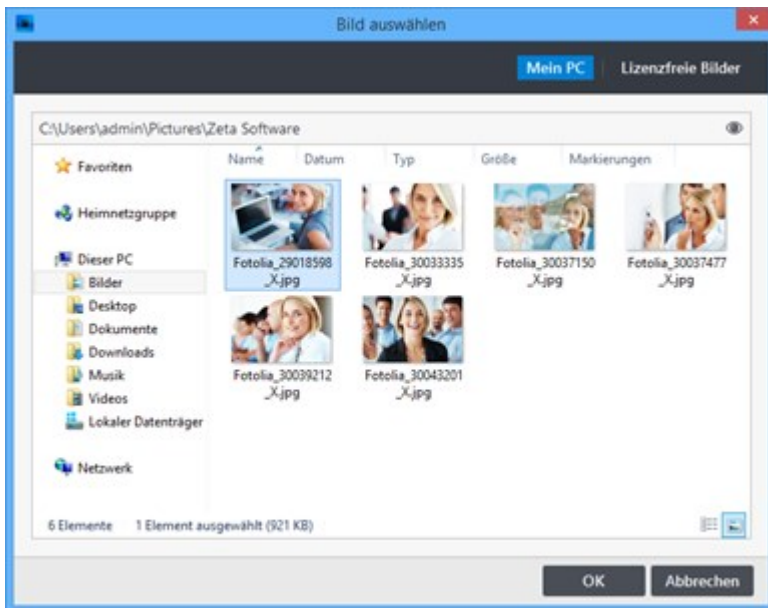 Bild auswählen
Mein PC
Lizenzfreie Bilder
C:\Users\admin\Pictures\Zeta Software
Name Datum Typ Größe Markierungen
Favoriten
Heimnetzgruppe
Dieser PC
Bilder
Desktop
Dokumente
Downloads
Musik
Videos
Lokaler Datenträger
Netzwerk
Fotolia_29018598
_X.jpg
Fotolia_30033335
_X.jpg
Fotolia_30037150
_X.jpg
Fotolia_30037477
_X.jpg
Fotolia_30039212
_X.jpg
Fotolia_30043201
_X.jpg
6 Elemente 1 Element ausgewählt (921 KB)
OK
Abbrechen